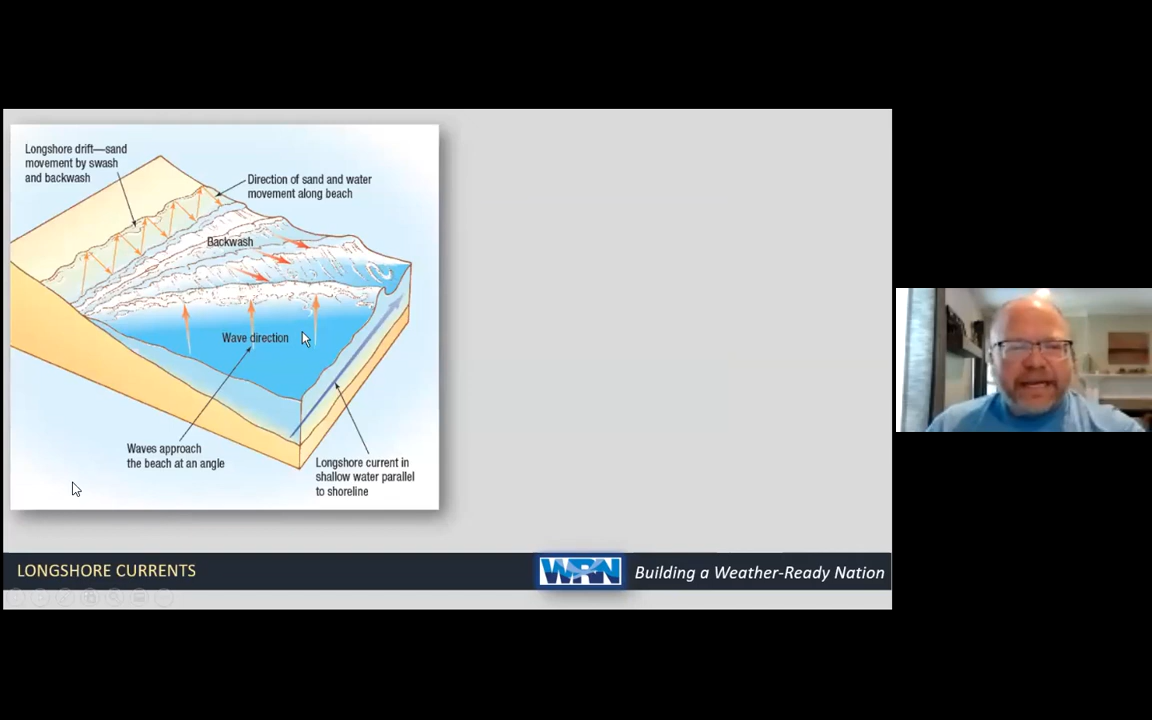 Longshore drift—sand
movement by swash
and backwash
Direction of sand and water
movement along beach
Backwash
Wave direction
Waves approach
the beach at an angle
Longshore current in
shallow water parallel
to shoreline
LONGSHORE CURRENTS
WRN
Building a Weather-Ready Nation